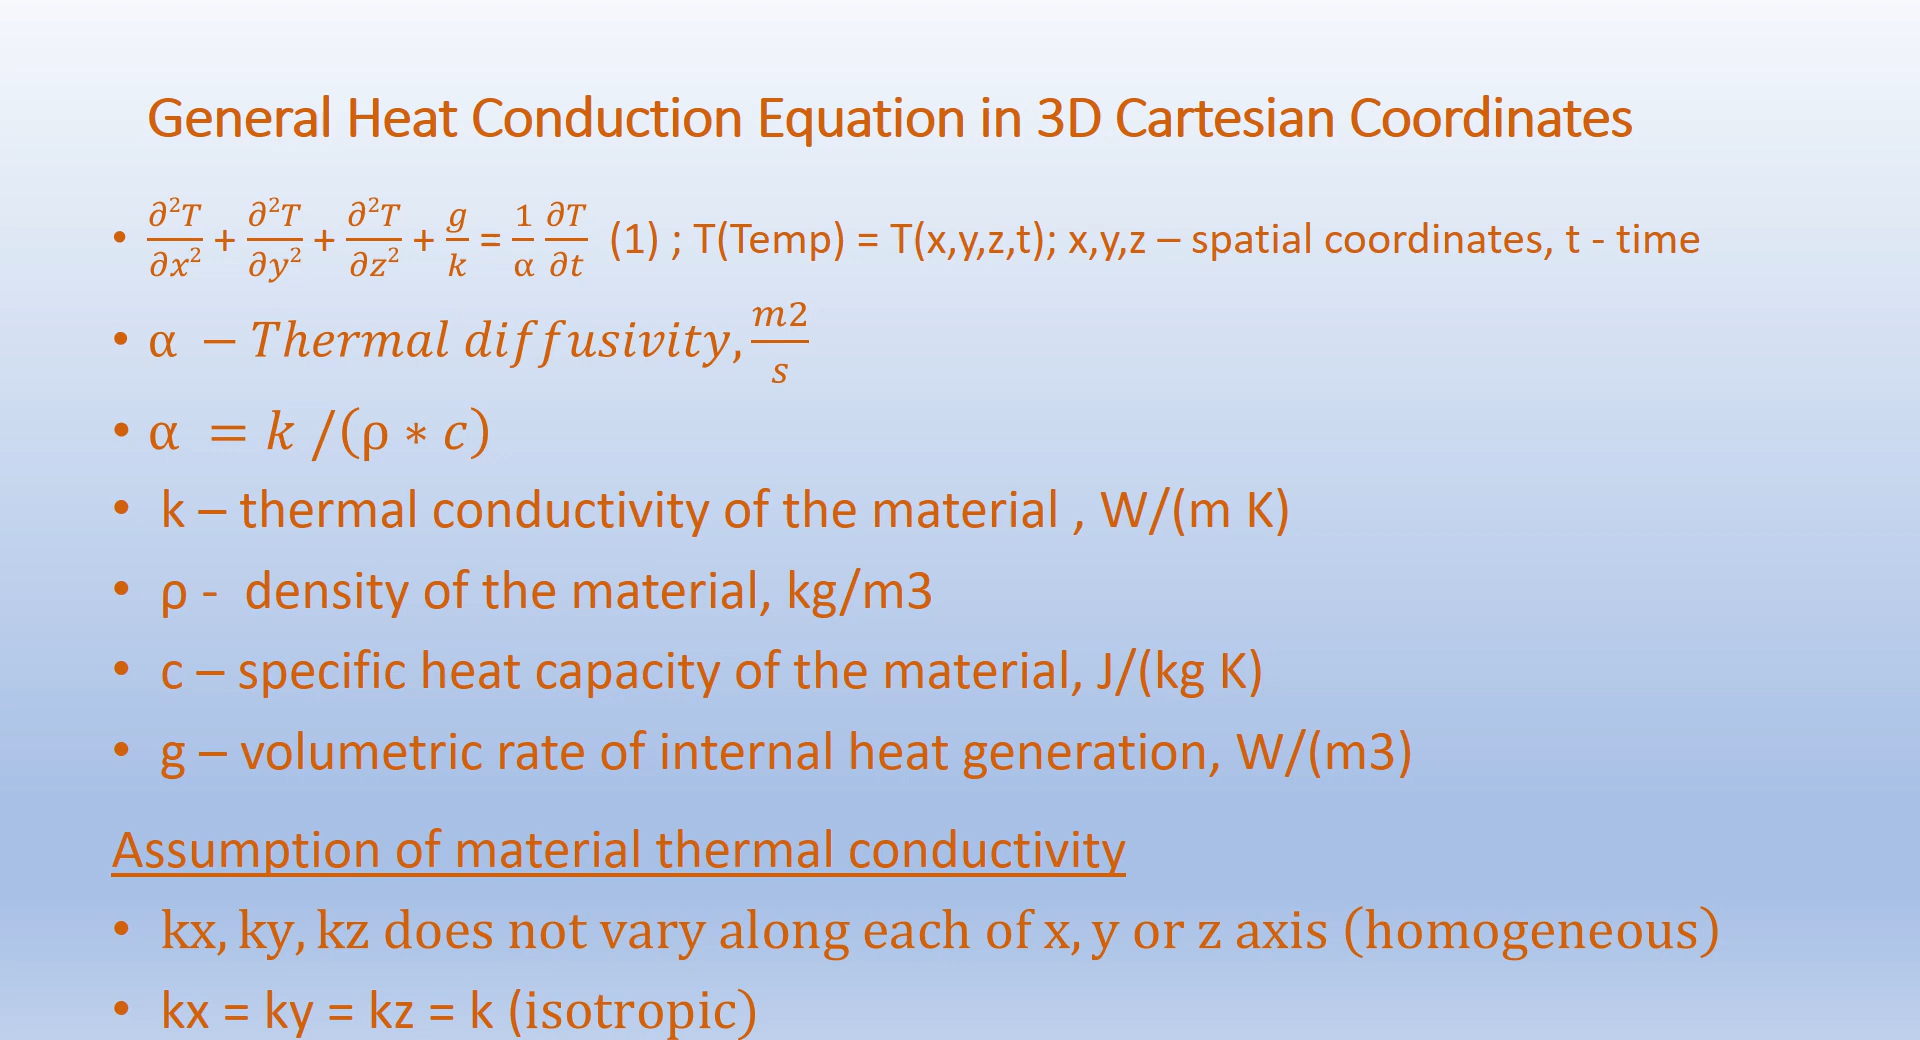 General Heat Conduction Equation in 3D Cartesian Coordinates
• ∂²T/∂x² + ∂²T/∂y² + ∂²T/∂z² + g/k = 1/α ∂T/∂t (1) ; T(Temp) = T(x,y,z,t); x,y,z – spatial coordinates, t - time
• α − Thermal diffusivity, m2/s
• α = k /(ρ ∗ c)
• k – thermal conductivity of the material , W/(m K)
• ρ - density of the material, kg/m3
• c – specific heat capacity of the material, J/(kg K)
• g – volumetric rate of internal heat generation, W/(m3)
Assumption of material thermal conductivity
• kx, ky, kz does not vary along each of x, y or z axis (homogeneous)
• kx = ky = kz = k (isotropic)